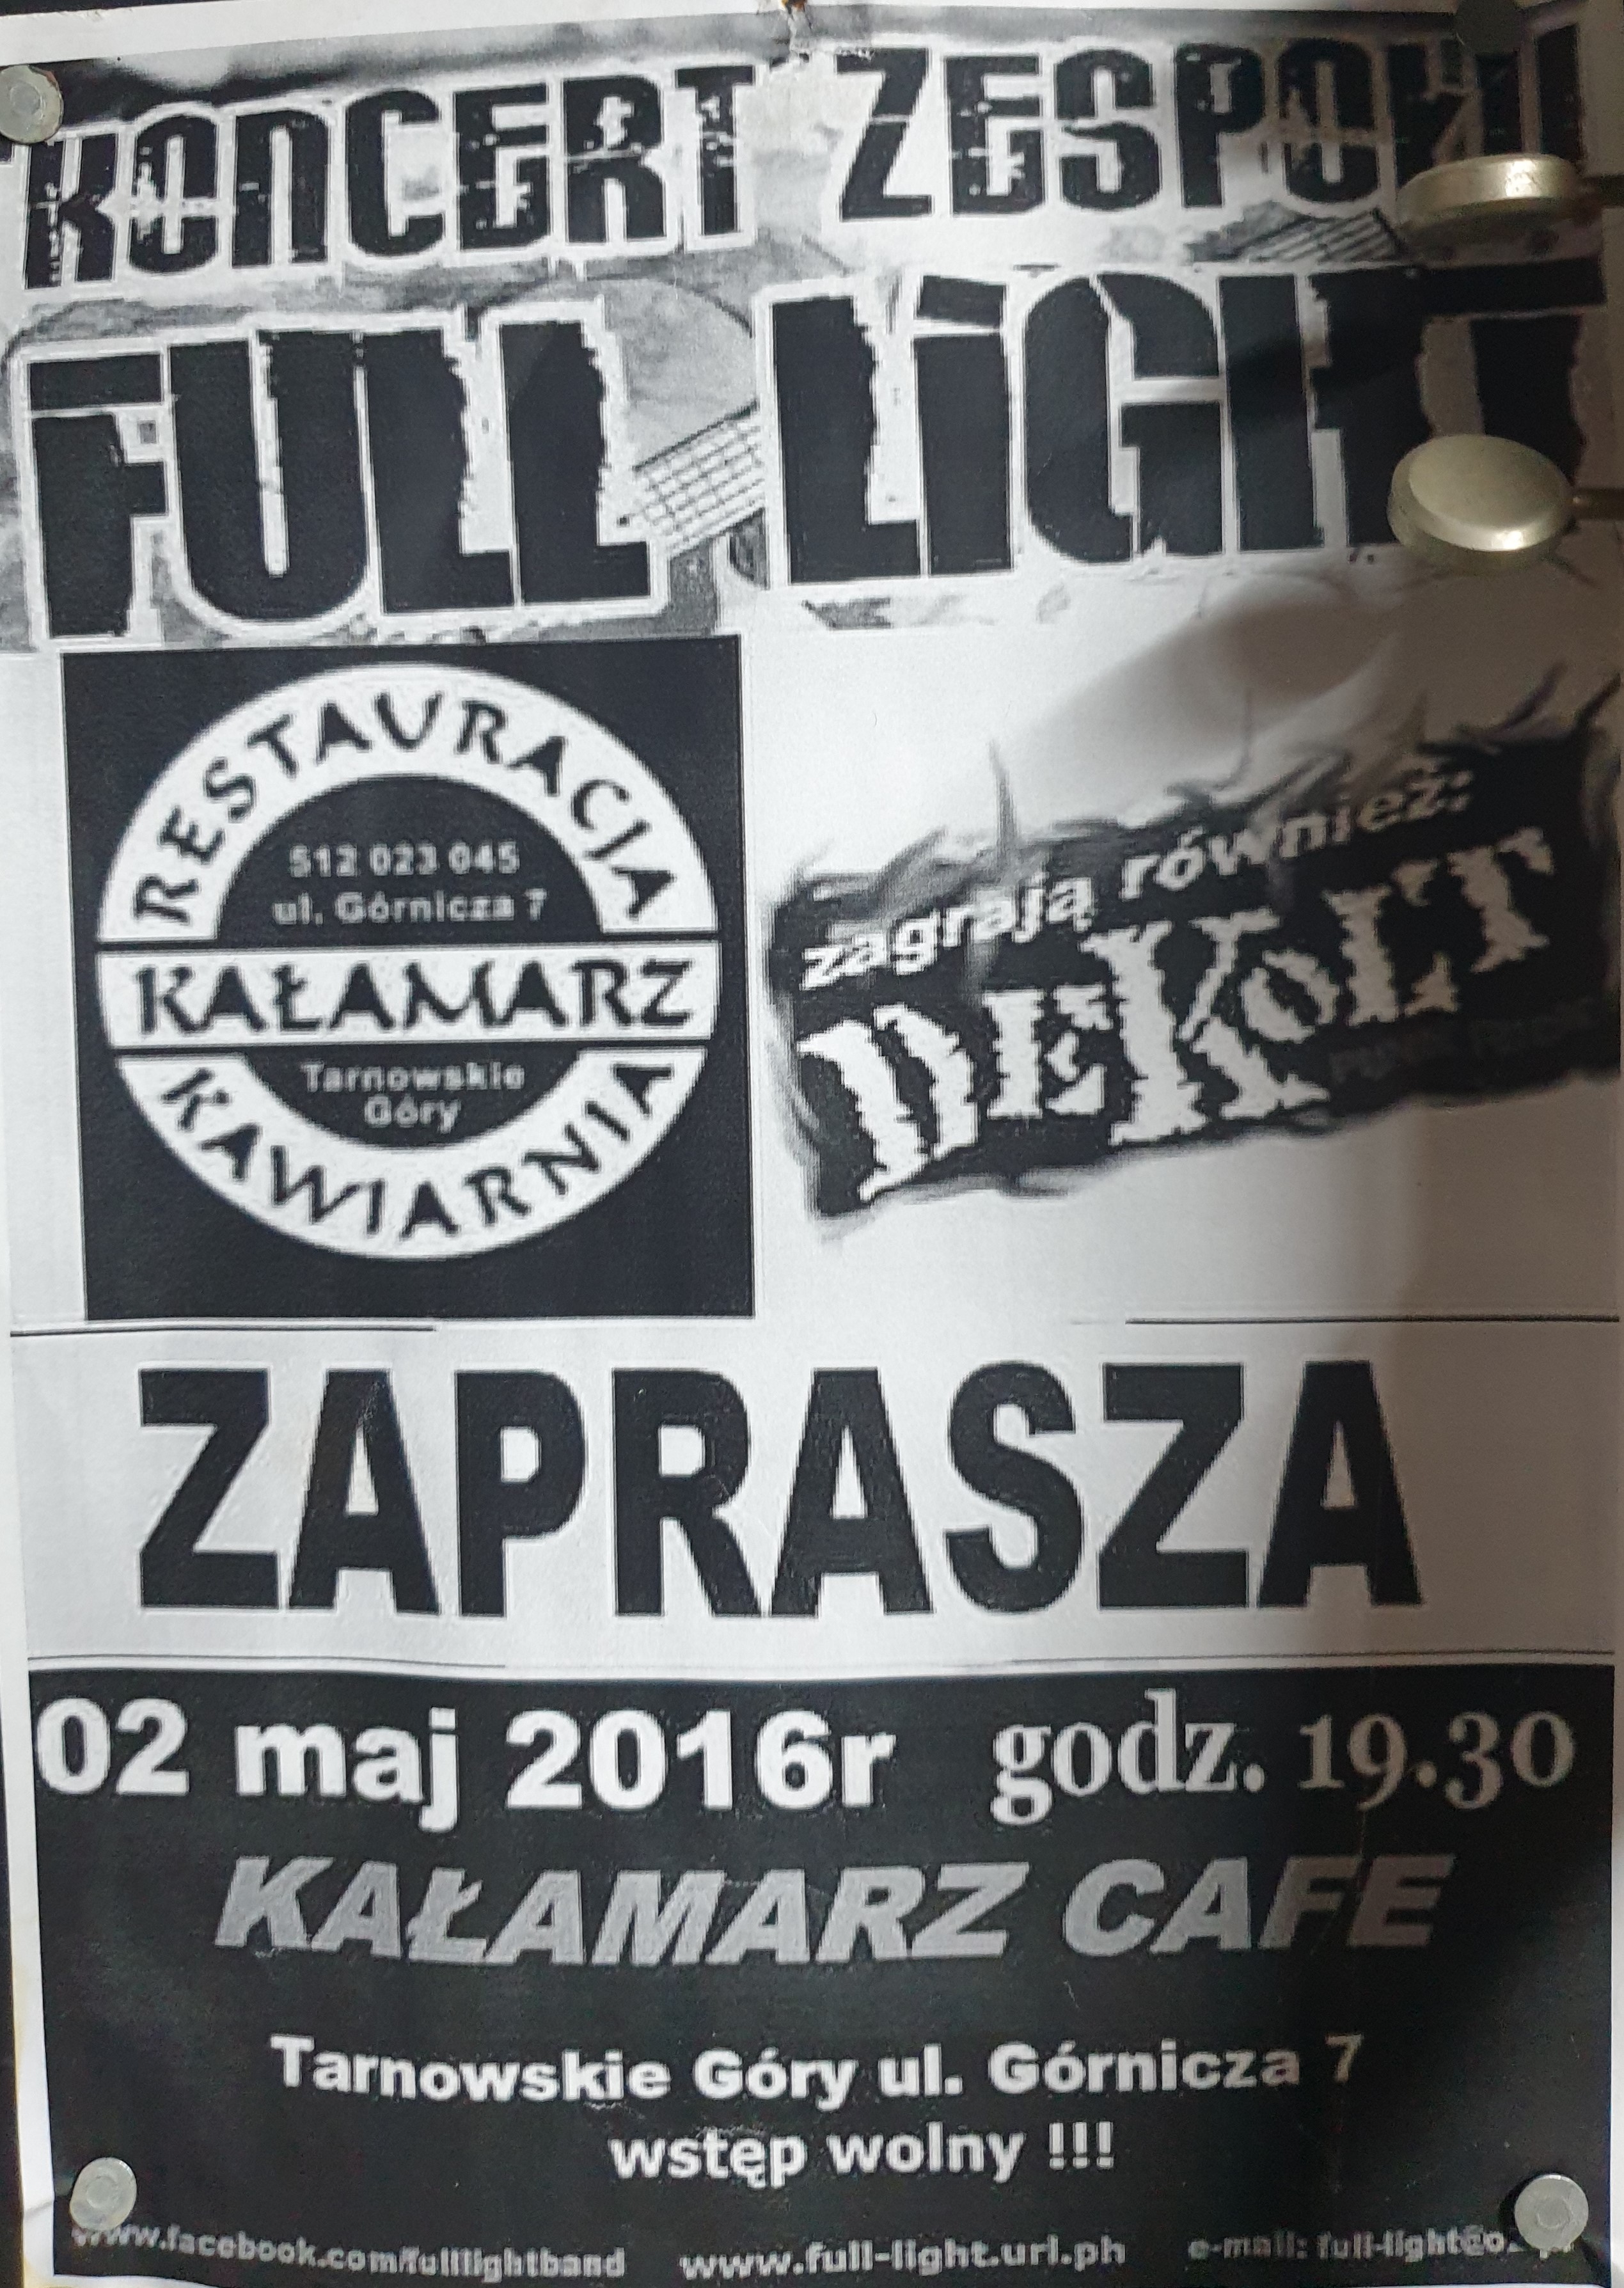 KONCERT ZESPOŁU
FULL LiGHT
RESTAURACJA
512 023 045
ul. Górnicza 7
KAŁAMARZ
Tarnowskie
Góry
KAWIARNIA
zagrają również:
DEKOLT
ZAPRASZA
02 maj 2016r godz. 19.30
KAŁAMARZ CAFE
Tarnowskie Góry ul. Górnicza 7
wstęp wolny !!!
www.facebook.com/fulllightband www.full-light.url.ph e-mail: